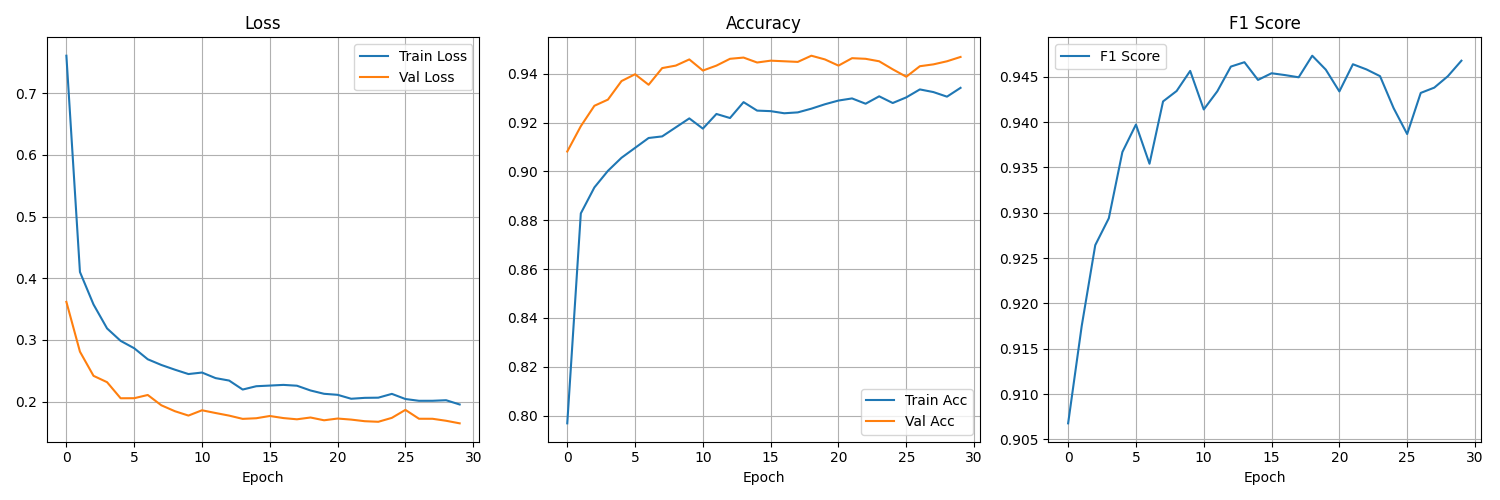 Loss
Train Loss
Val Loss
0.7
0.6
0.5
0.4
0.3
0.2
0 5 10 15 20 25 30
Epoch
Accuracy
0.94
0.92
0.90
0.88
0.86
0.84
0.82
0.80
Train Acc
Val Acc
0 5 10 15 20 25 30
Epoch
F1 Score
F1 Score
0.945
0.940
0.935
0.930
0.925
0.920
0.915
0.910
0.905
0 5 10 15 20 25 30
Epoch